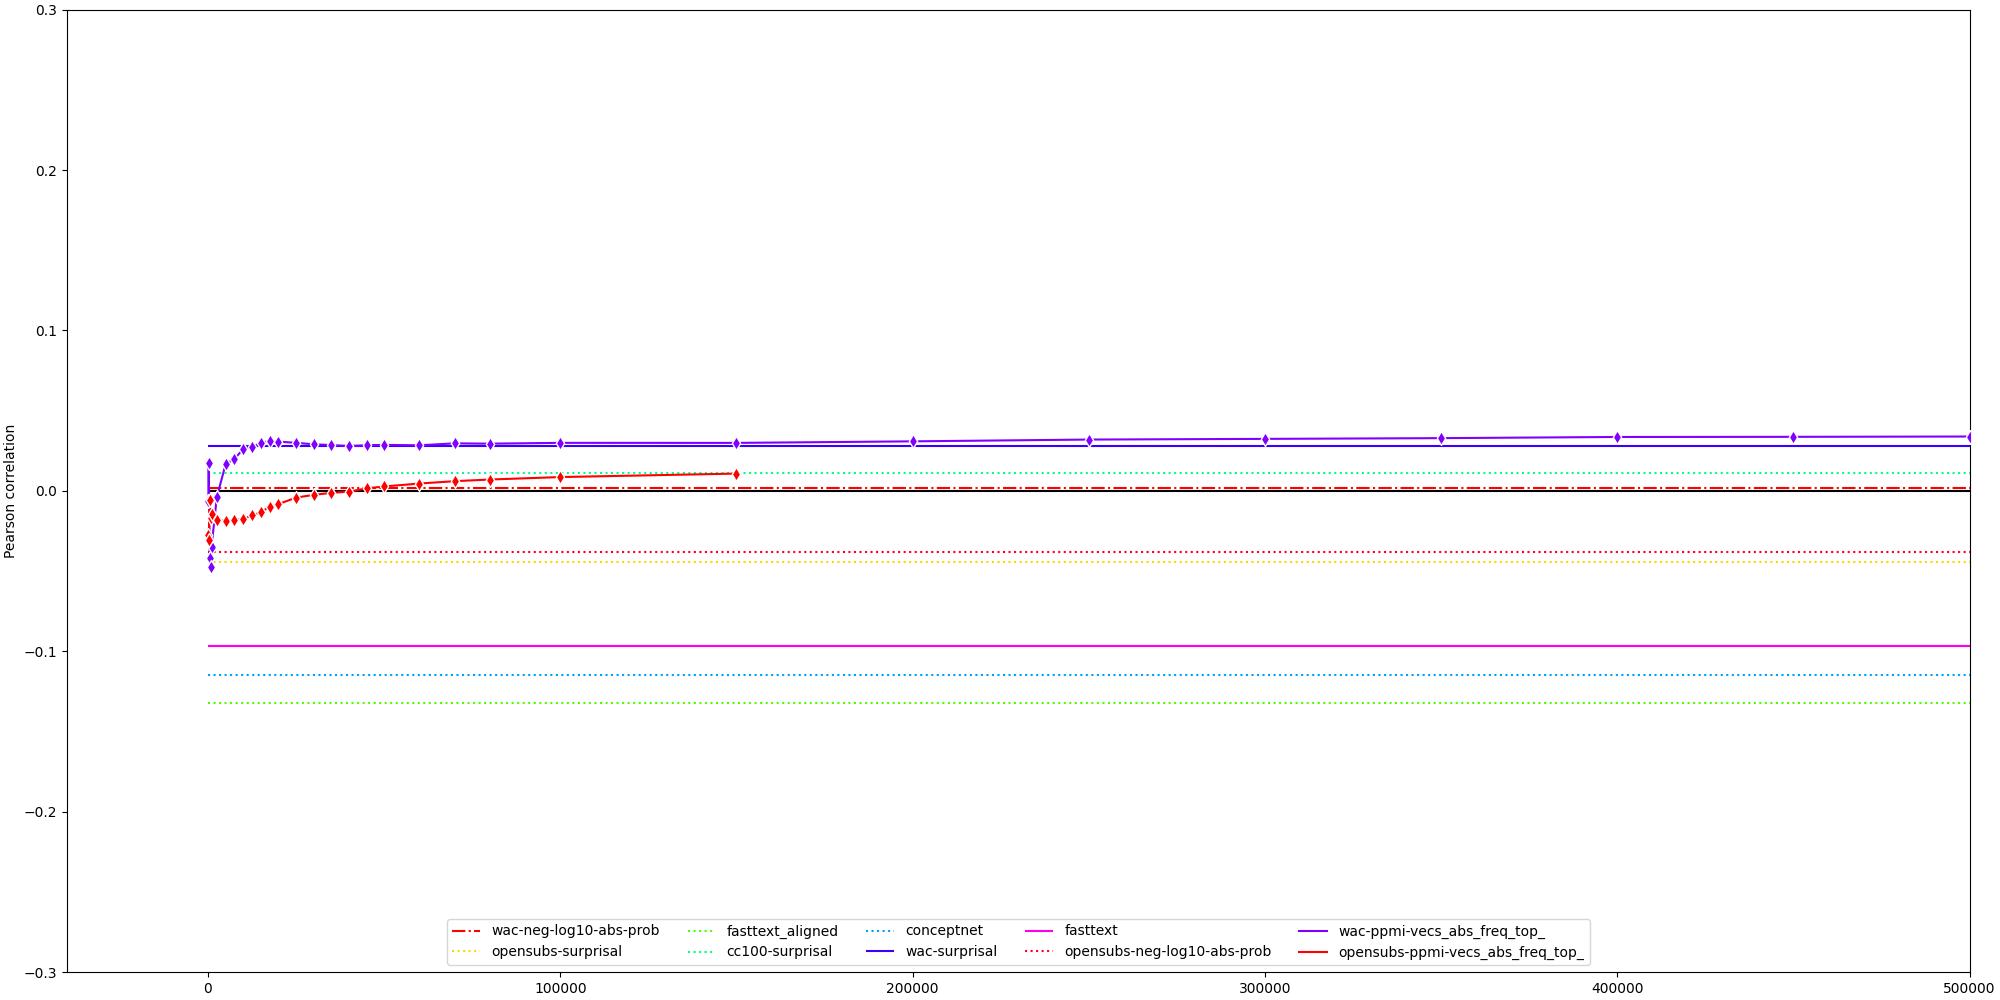 0.3
0.2
0.1
0.0
−0.1
−0.2
−0.3
Pearson correlation
wac-neg-log10-abs-prob fasttext_aligned conceptnet fasttext wac-ppmi-vecs_abs_freq_top_
opensubs-surprisal cc100-surprisal wac-surprisal opensubs-neg-log10-abs-prob opensubs-ppmi-vecs_abs_freq_top_
0 100000 200000 300000 400000 500000